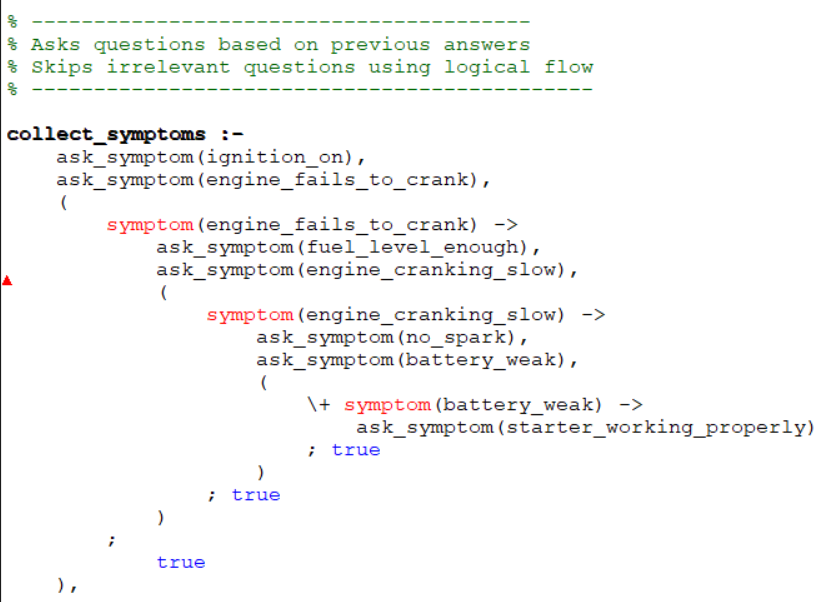 % ----------------------------------------
% Asks questions based on previous answers
% Skips irrelevant questions using logical flow
% ---------------------------------------------
collect_symptoms :-
    ask_symptom(ignition_on),
    ask_symptom(engine_fails_to_crank),
    (
        symptom(engine_fails_to_crank) ->
            ask_symptom(fuel_level_enough),
            ask_symptom(engine_cranking_slow),
            (
                symptom(engine_cranking_slow) ->
                    ask_symptom(no_spark),
                    ask_symptom(battery_weak),
                    (
                        \+ symptom(battery_weak) ->
                            ask_symptom(starter_working_properly)
                        ; true
                    )
                ; true
            )
        ;
            true
    ),